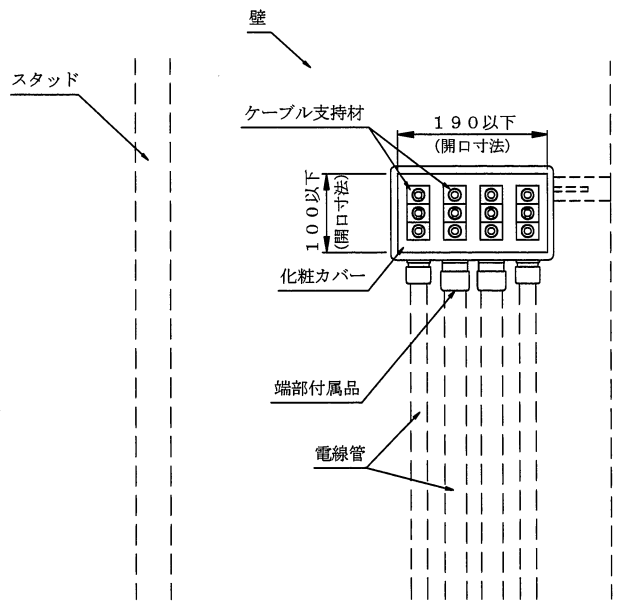 壁
スタッド
ケーブル支持材
190以下
(開口寸法)
100以下
(開口寸法)
化粧カバー
端部付属品
電線管